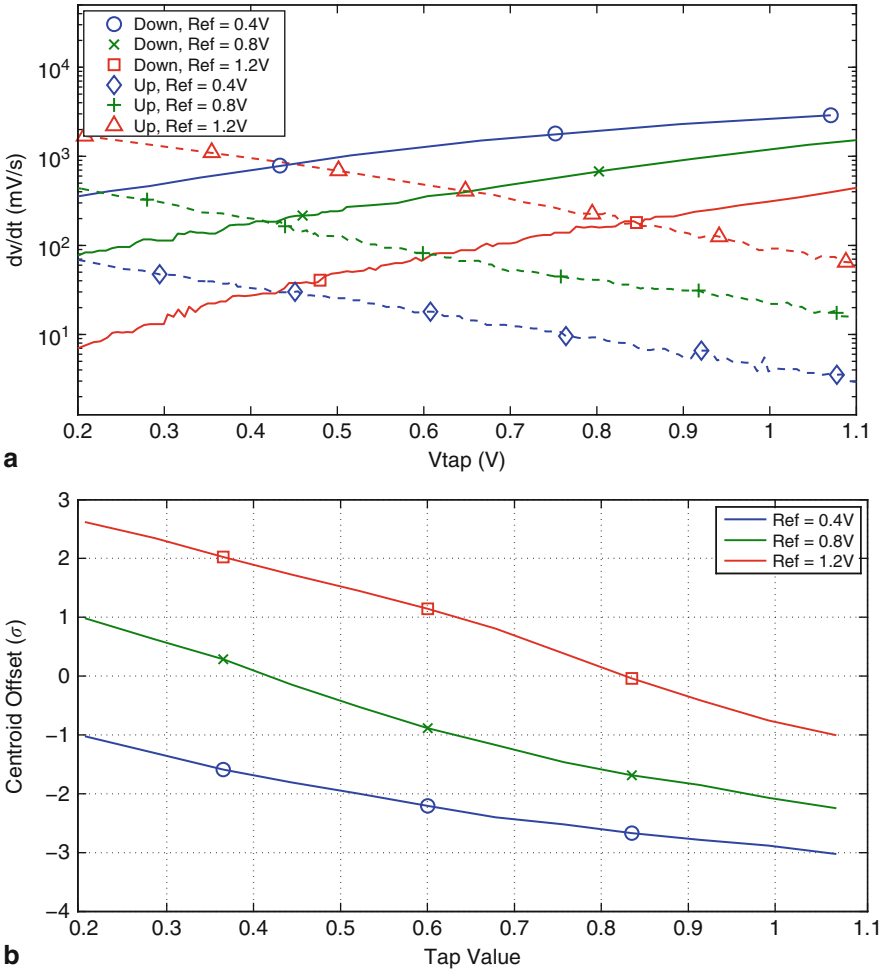 10^4
10^3
10^2
10^1
dv/dt (mV/s)
Down, Ref = 0.4V
Down, Ref = 0.8V
Down, Ref = 1.2V
Up, Ref = 0.4V
Up, Ref = 0.8V
Up, Ref = 1.2V
0.2 0.3 0.4 0.5 0.6 0.7 0.8 0.9 1 1.1
Vtap (V)
a
3
2
1
0
−1
−2
−3
−4
Centroid Offset (σ)
Ref = 0.4V
Ref = 0.8V
Ref = 1.2V
0.2 0.3 0.4 0.5 0.6 0.7 0.8 0.9 1 1.1
Tap Value
b